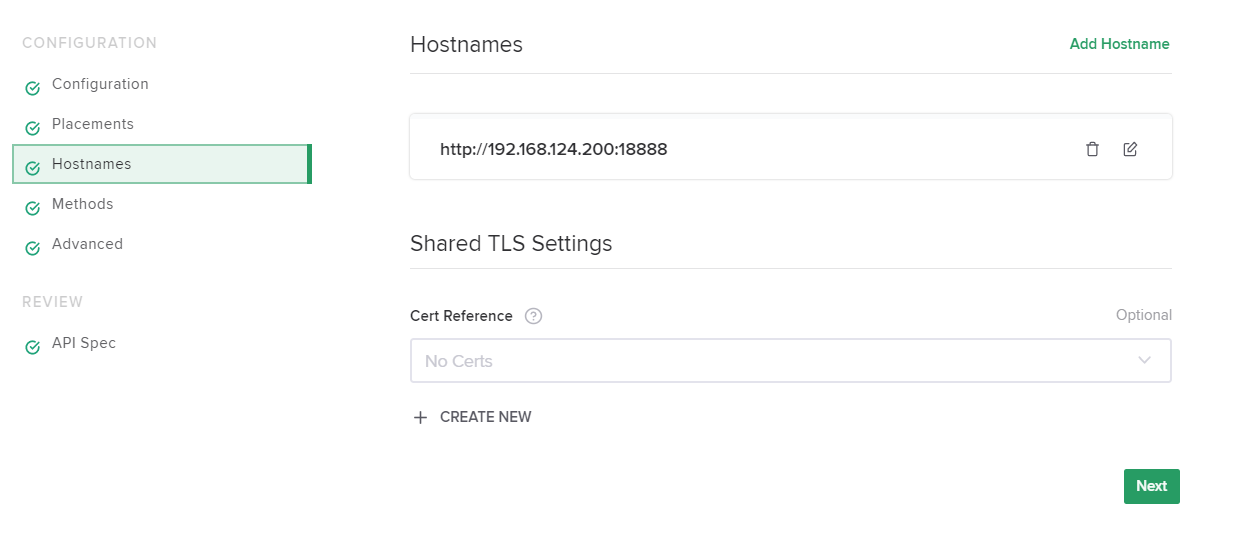 CONFIGURATION
Configuration
Placements
Hostnames
Methods
Advanced
REVIEW
API Spec
Hostnames
Add Hostname
http://192.168.124.200:18888
Shared TLS Settings
Cert Reference ?
Optional
No Certs
+ CREATE NEW
Next